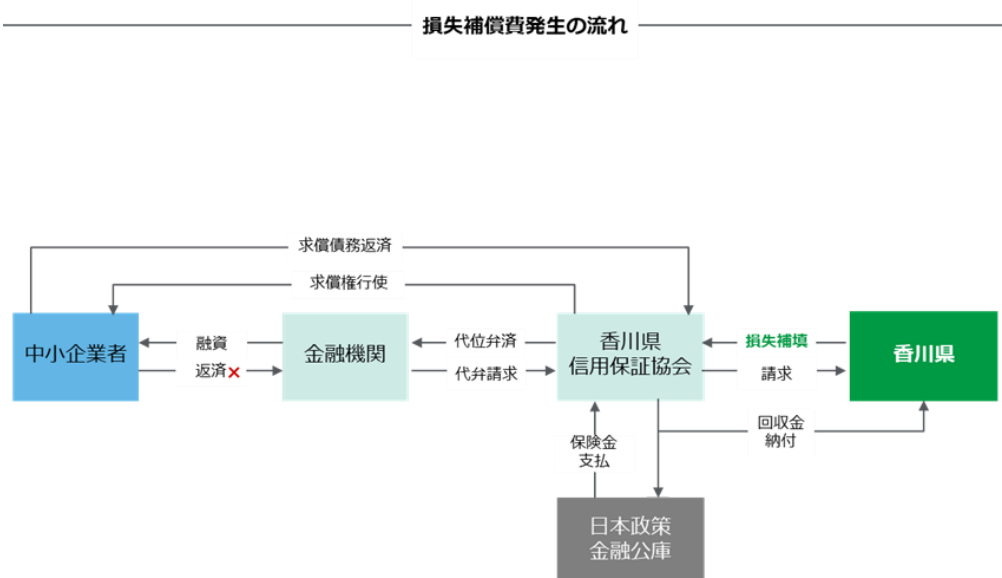 損失補償費発生の流れ
求償債務返済
求償権行使
中小企業者
融資
返済×
金融機関
代位弁済
代弁請求
香川県
信用保証協会
損失補填
請求
香川県
保険金
支払
回収金
納付
日本政策
金融公庫